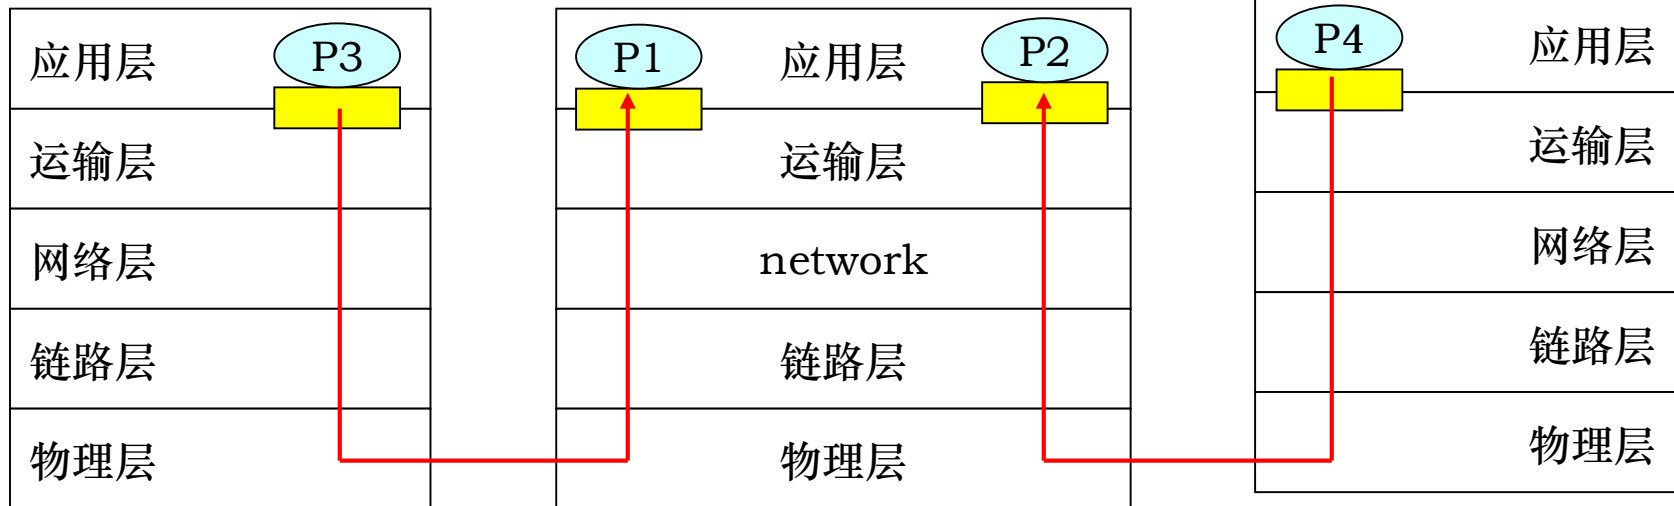 应用层
P3
运输层
网络层
链路层
物理层
P1
应用层
P2
运输层
network
链路层
物理层
P4
应用层
运输层
网络层
链路层
物理层